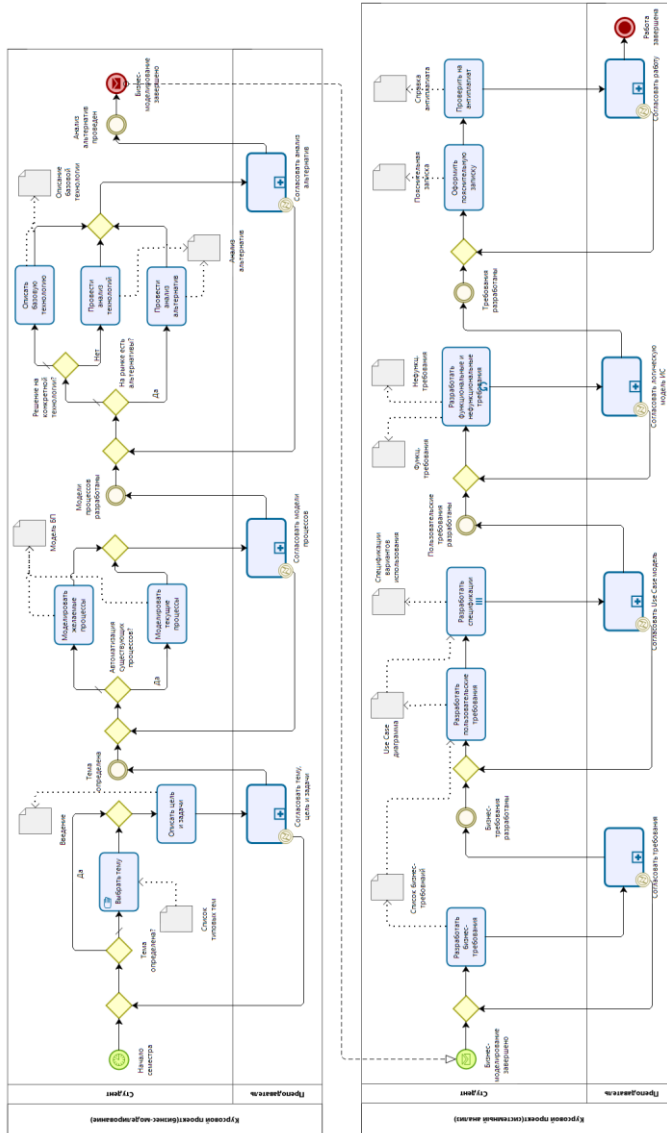 Курсовой проект(бизнес-моделирование)
Студент
Преподаватель
Начало
семестра
Тема
определена?
Да
Выбрать тему
Список
типовых тем
Введение
Описать цель
и задачи
Согласовать тему,
цель и задачи
Тема
определена
Автоматизация
существующих
процессов?
Да
Моделировать
желаемые
процессы
Моделировать
текущие
процессы
Модель БП
Согласовать модели
процессов
Модели
процессов
разработаны
На рынке есть
альтернативы?
Да
Решение на
конкретной
технологии?
Нет
Описать
базовую
технологию
Провести
анализ
технологий
Провести
анализ
альтернатив
Описание
базовой
технологии
Анализ
альтернатив
Согласовать анализ
альтернатив
Анализ
альтернатив
проведен
Бизнес-
моделирование
завершено
Курсовой проект(системный анализ)
Студент
Преподаватель
Бизнес-
моделирование
завершено
Разработать
бизнес-
требования
Список бизнес-
требовнаий
Согласовать требования
Бизнес-
требования
разработаны
Разработать
пользовательские
требования
Use Case
диаграмма
Разработать
спецификации
Спецификации
вариантов
использования
Согласовать Use Case модель
Пользовательские
требования
разработаны
Разработать
функциональные и
нефункциональные
требования
Функц.
требования
Нефункц.
требования
Согласовать логическую
модель ИС
Требования
разработаны
Оформить
пояснительную
записку
Пояснительная
записка
Проверить на
антиплагиат
Справка
антиплагиата
Согласовать работу
Работа
завершена